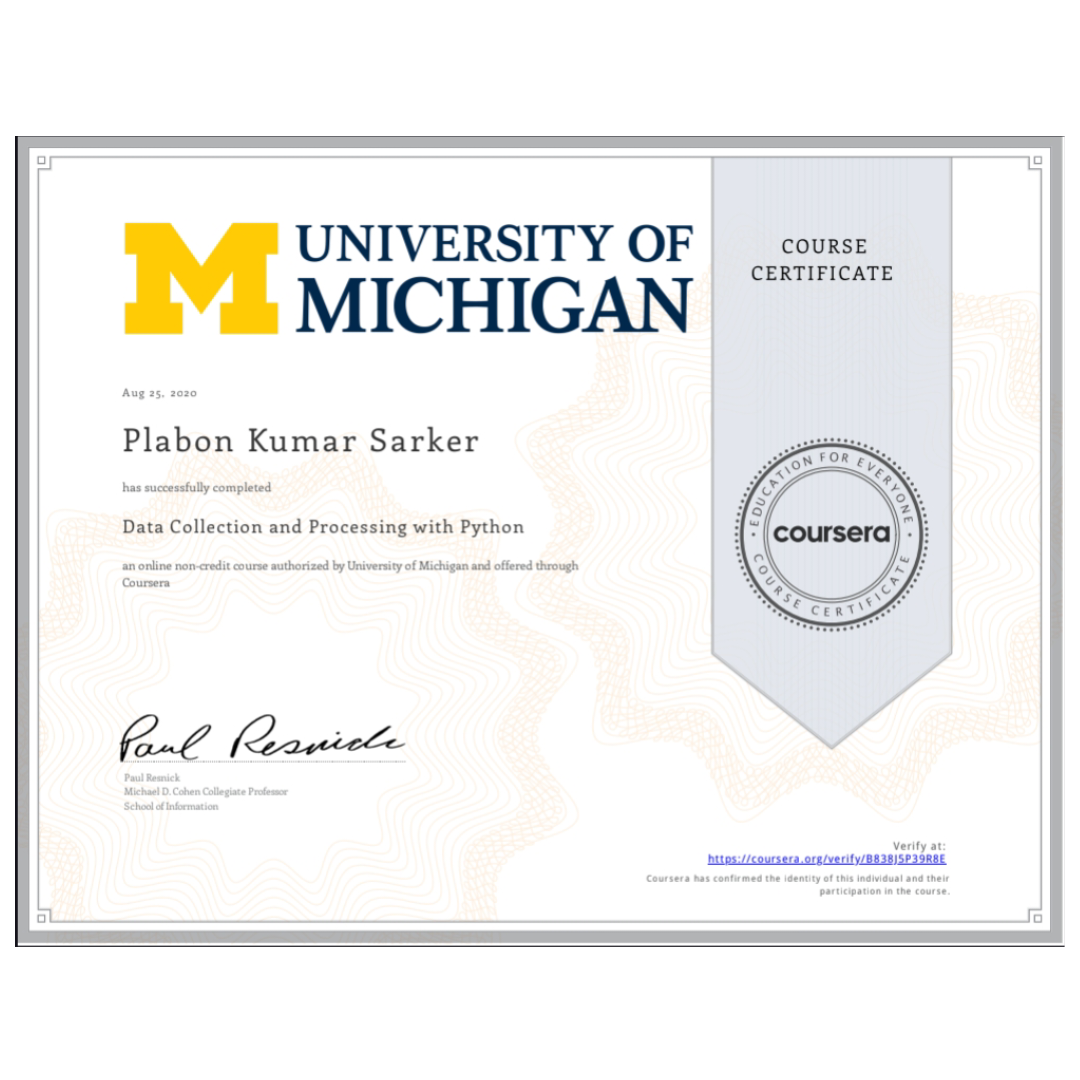 UNIVERSITY OF
MICHIGAN
COURSE
CERTIFICATE
Aug 25, 2020
Plabon Kumar Sarker
has successfully completed
Data Collection and Processing with Python
an online non-credit course authorized by University of Michigan and offered through
Coursera
EDUCATION FOR EVERYONE
coursera
COURSE CERTIFICATE
Paul Resnick
Paul Resnick
Michael D. Cohen Collegiate Professor
School of Information
Verify at:
https://coursera.org/verify/B838J5P39R8E
Coursera has confirmed the identity of this individual and their
participation in the course.